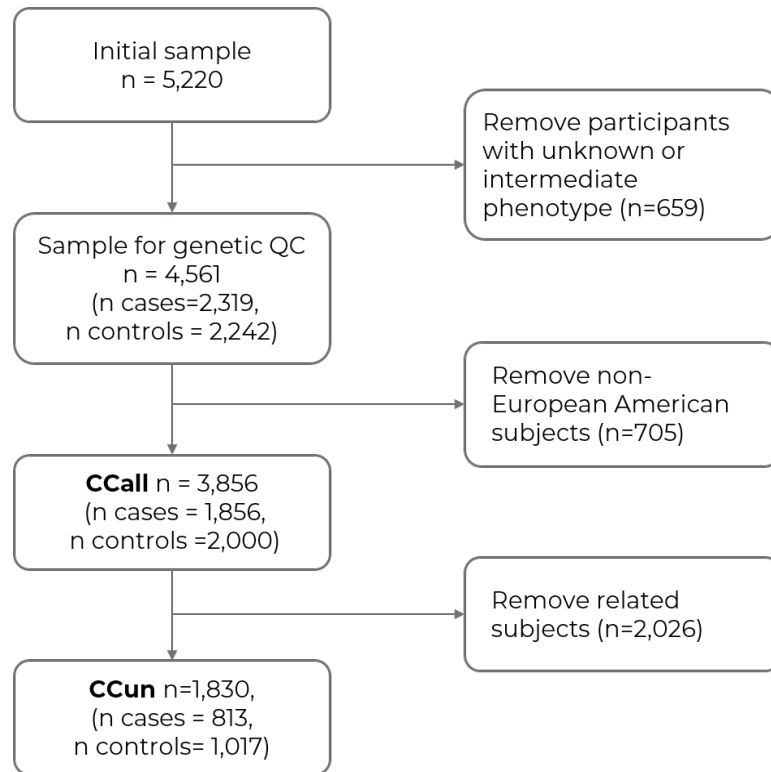 Initial sample
n = 5,220
Remove participants
with unknown or
intermediate
phenotype (n=659)
Sample for genetic QC
n = 4,561
(n cases=2,319,
n controls = 2,242)
Remove non-
European American
subjects (n=705)
CCall n = 3,856
(n cases = 1,856,
n controls =2,000)
Remove related
subjects (n=2,026)
CCun n=1,830,
(n cases = 813,
n controls= 1,017)